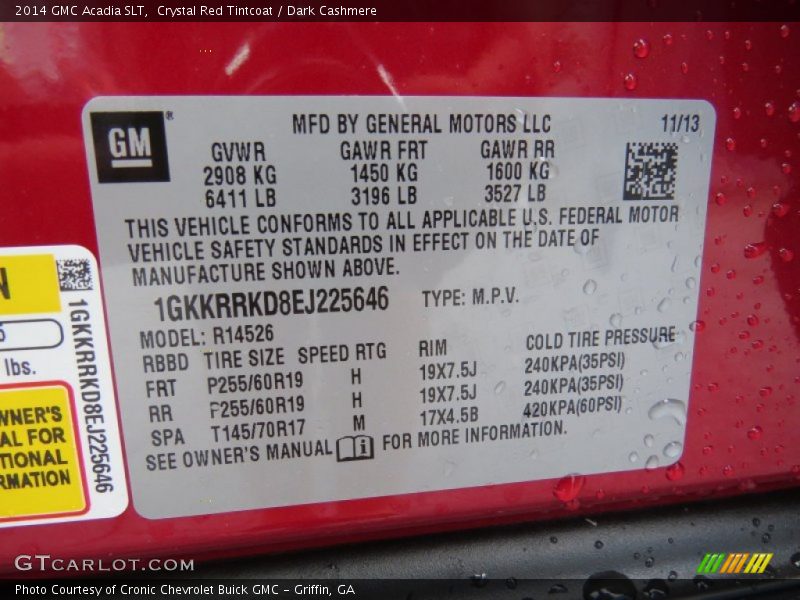 2014 GMC Acadia SLT, Crystal Red Tintcoat / Dark Cashmere
GM ®
MFD BY GENERAL MOTORS LLC 11/13
GVWR GAWR FRT GAWR RR
2908 KG 1450 KG 1600 KG
6411 LB 3196 LB 3527 LB
THIS VEHICLE CONFORMS TO ALL APPLICABLE U.S. FEDERAL MOTOR
VEHICLE SAFETY STANDARDS IN EFFECT ON THE DATE OF
MANUFACTURE SHOWN ABOVE.
1GKKRRKD8EJ225646 TYPE: M.P.V.
MODEL: R14526
RBBD TIRE SIZE SPEED RTG RIM COLD TIRE PRESSURE
FRT P255/60R19 H 19X7.5J 240KPA(35PSI)
RR P255/60R19 H 19X7.5J 240KPA(35PSI)
SPA T145/70R17 M 17X4.5B 420KPA(60PSI)
SEE OWNER'S MANUAL FOR MORE INFORMATION.
1GKKRRKD8EJ225646
lbs.
WNER'S
AL FOR
TIONAL
RMATION
GTCARLOT.COM
Photo Courtesy of Cronic Chevrolet Buick GMC - Griffin, GA